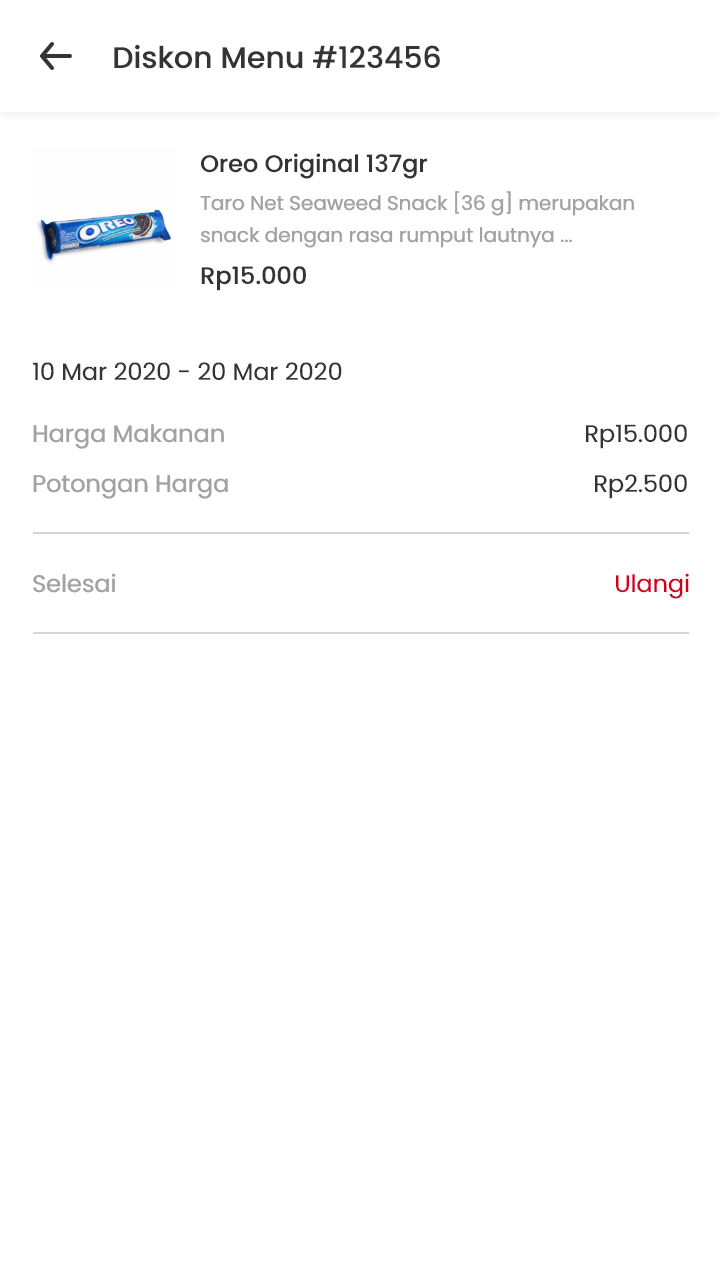 Diskon Menu #123456
OREO
Oreo Original 137gr
Taro Net Seaweed Snack [36 g] merupakan
snack dengan rasa rumput lautnya ...
Rp15.000
10 Mar 2020 - 20 Mar 2020
Harga Makanan Rp15.000
Potongan Harga Rp2.500
Selesai Ulangi